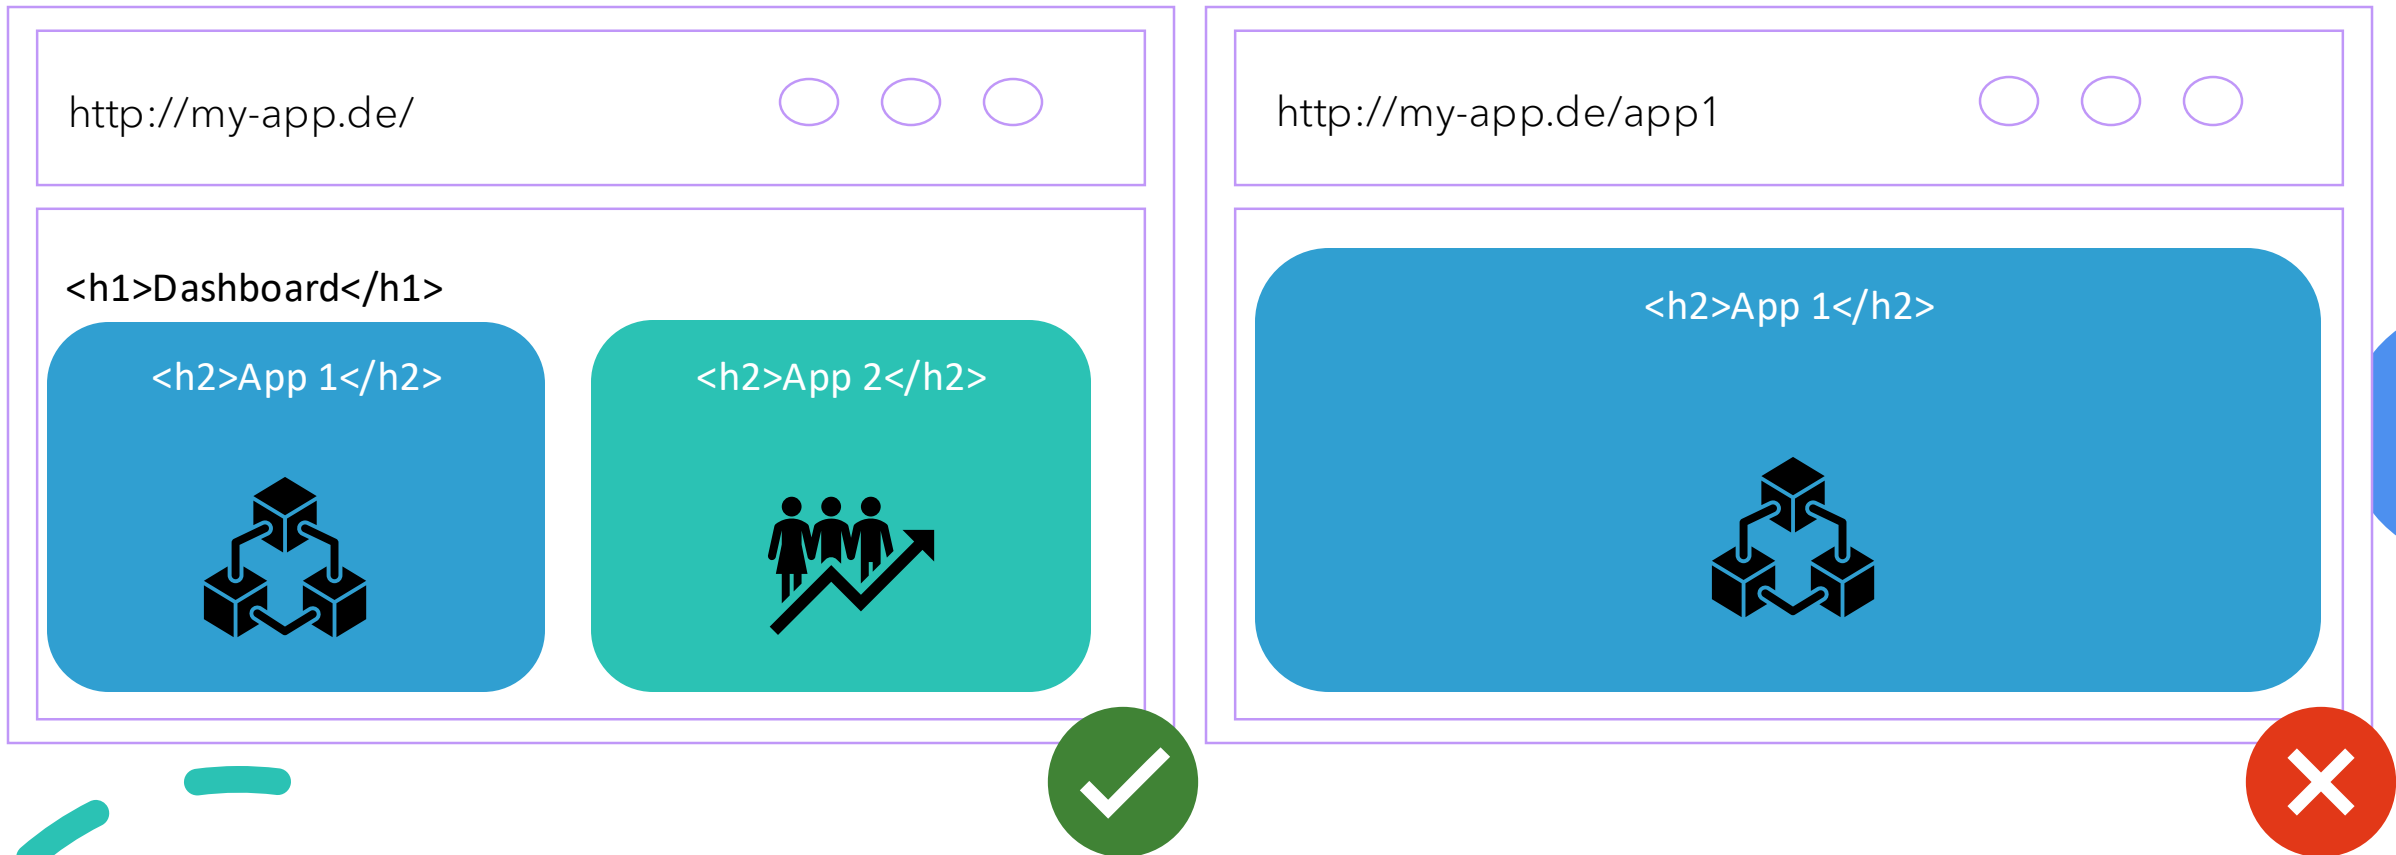 http://my-app.de/
<h1>Dashboard</h1>
<h2>App 1</h2>
<h2>App 2</h2>
http://my-app.de/app1
<h2>App 1</h2>